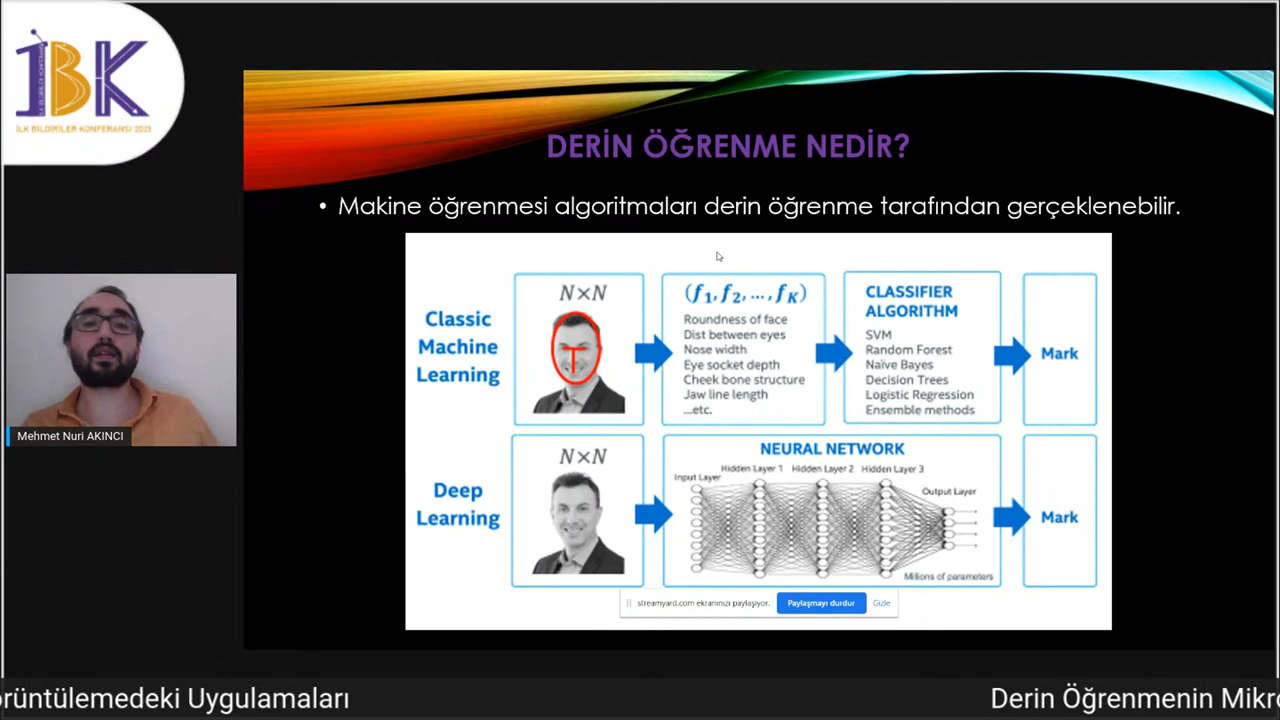 İBK
İLK BİLDİRİLER KONFERANSI 2021
DERİN ÖĞRENME NEDİR?
• Makine öğrenmesi algoritmaları derin öğrenme tarafından gerçeklenebilir.
Classic
Machine
Learning
N×N
(f1, f2, ..., fK)
Roundness of face
Dist between eyes
Nose width
Eye socket depth
Cheek bone structure
Jaw line length
...etc.
CLASSIFIER
ALGORITHM
SVM
Random Forest
Naïve Bayes
Decision Trees
Logistic Regression
Ensemble methods
Mark
Deep
Learning
N×N
NEURAL NETWORK
Input Layer
Hidden Layer 1
Hidden Layer 2
Hidden Layer 3
Output Layer
Millions of parameters
Mark
streamyard.com ekranınızı paylaşıyor.
Paylaşmayı durdur
Gizle
Mehmet Nuri AKINCI
örüntülemedeki Uygulamaları
Derin Öğrenmenin Mikro